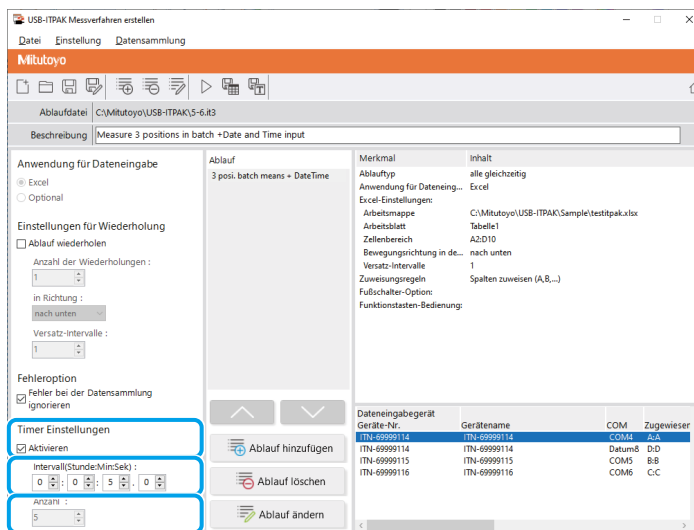 USB-ITPAK Messverfahren erstellen
Datei Einstellung Datensammlung
Mitutoyo
Ablaufdatei C:\Mitutoyo\USB-ITPAK\5-6.it3
Beschreibung Measure 3 positions in batch +Date and Time input
Anwendung für Dateneingabe
Excel
Optional
Einstellungen für Wiederholung
Ablauf wiederholen
Anzahl der Wiederholungen :
1
in Richtung :
nach unten
Versatz-Intervalle :
1
Fehleroption
Fehler bei der Datensammlung
ignorieren
Timer Einstellungen
Aktivieren
Intervall(Stunde:Min:Sek) :
0 : 0 : 5 . 0
Anzahl :
5
Ablauf
3 posi. batch means + DateTime
Ablauf hinzufügen
Ablauf löschen
Ablauf ändern
Merkmal Inhalt
Ablauftyp alle gleichzeitig
Anwendung für Dateneing... Excel
Excel-Einstellungen:
Arbeitsmappe C:\Mitutoyo\USB-ITPAK\Sample\testitpak.xlsx
Arbeitsblatt Tabelle1
Zellenbereich A2:D10
Bewegungsrichtung in de... nach unten
Versatz-Intervalle 1
Zuweisungsregeln Spalten zuweisen (A,B,...)
Fußschalter-Option:
Funktionstasten-Bedienung:
Dateneingabegerät
Geräte-Nr. Gerätename COM Zugewieser
ITN-69999114 ITN-69999114 COM4 A:A
ITN-69999114 ITN-69999114 Datum8 D:D
ITN-69999115 ITN-69999115 COM5 B:B
ITN-69999116 ITN-69999116 COM6 C:C